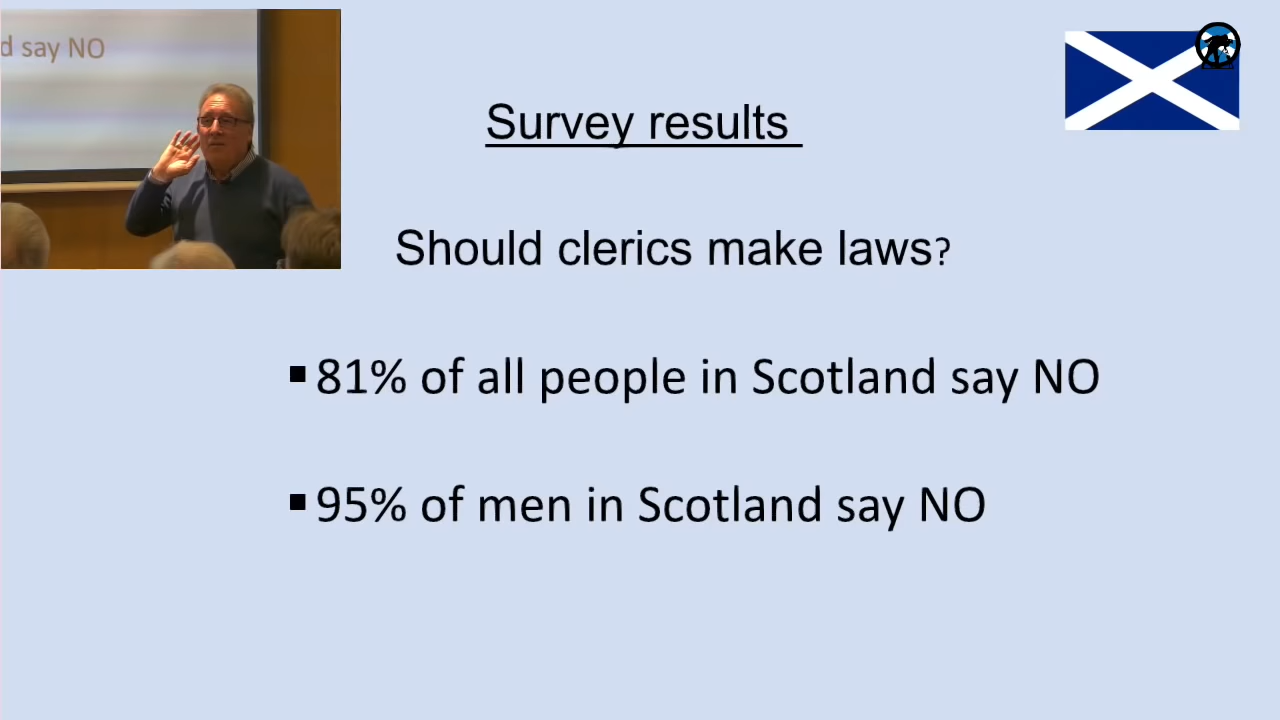 d say NO
Survey results
Should clerics make laws?
▪81% of all people in Scotland say NO
▪95% of men in Scotland say NO